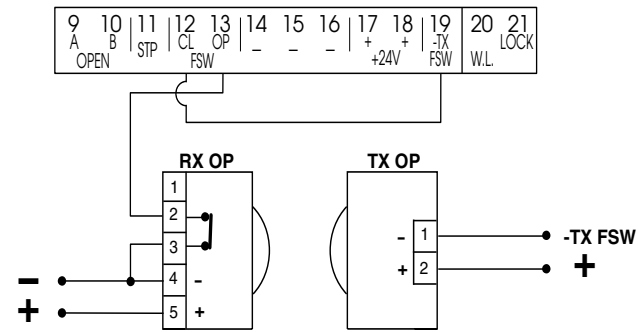 9 10 11 12 13 14 15 16 17 18 19 20 21
A B STP CL OP – – – + + -TX LOCK
OPEN FSW +24V FSW W.L.
RX OP TX OP
1
2
3
4 –
5 +
–
+
– 1 -TX FSW
+ 2 +